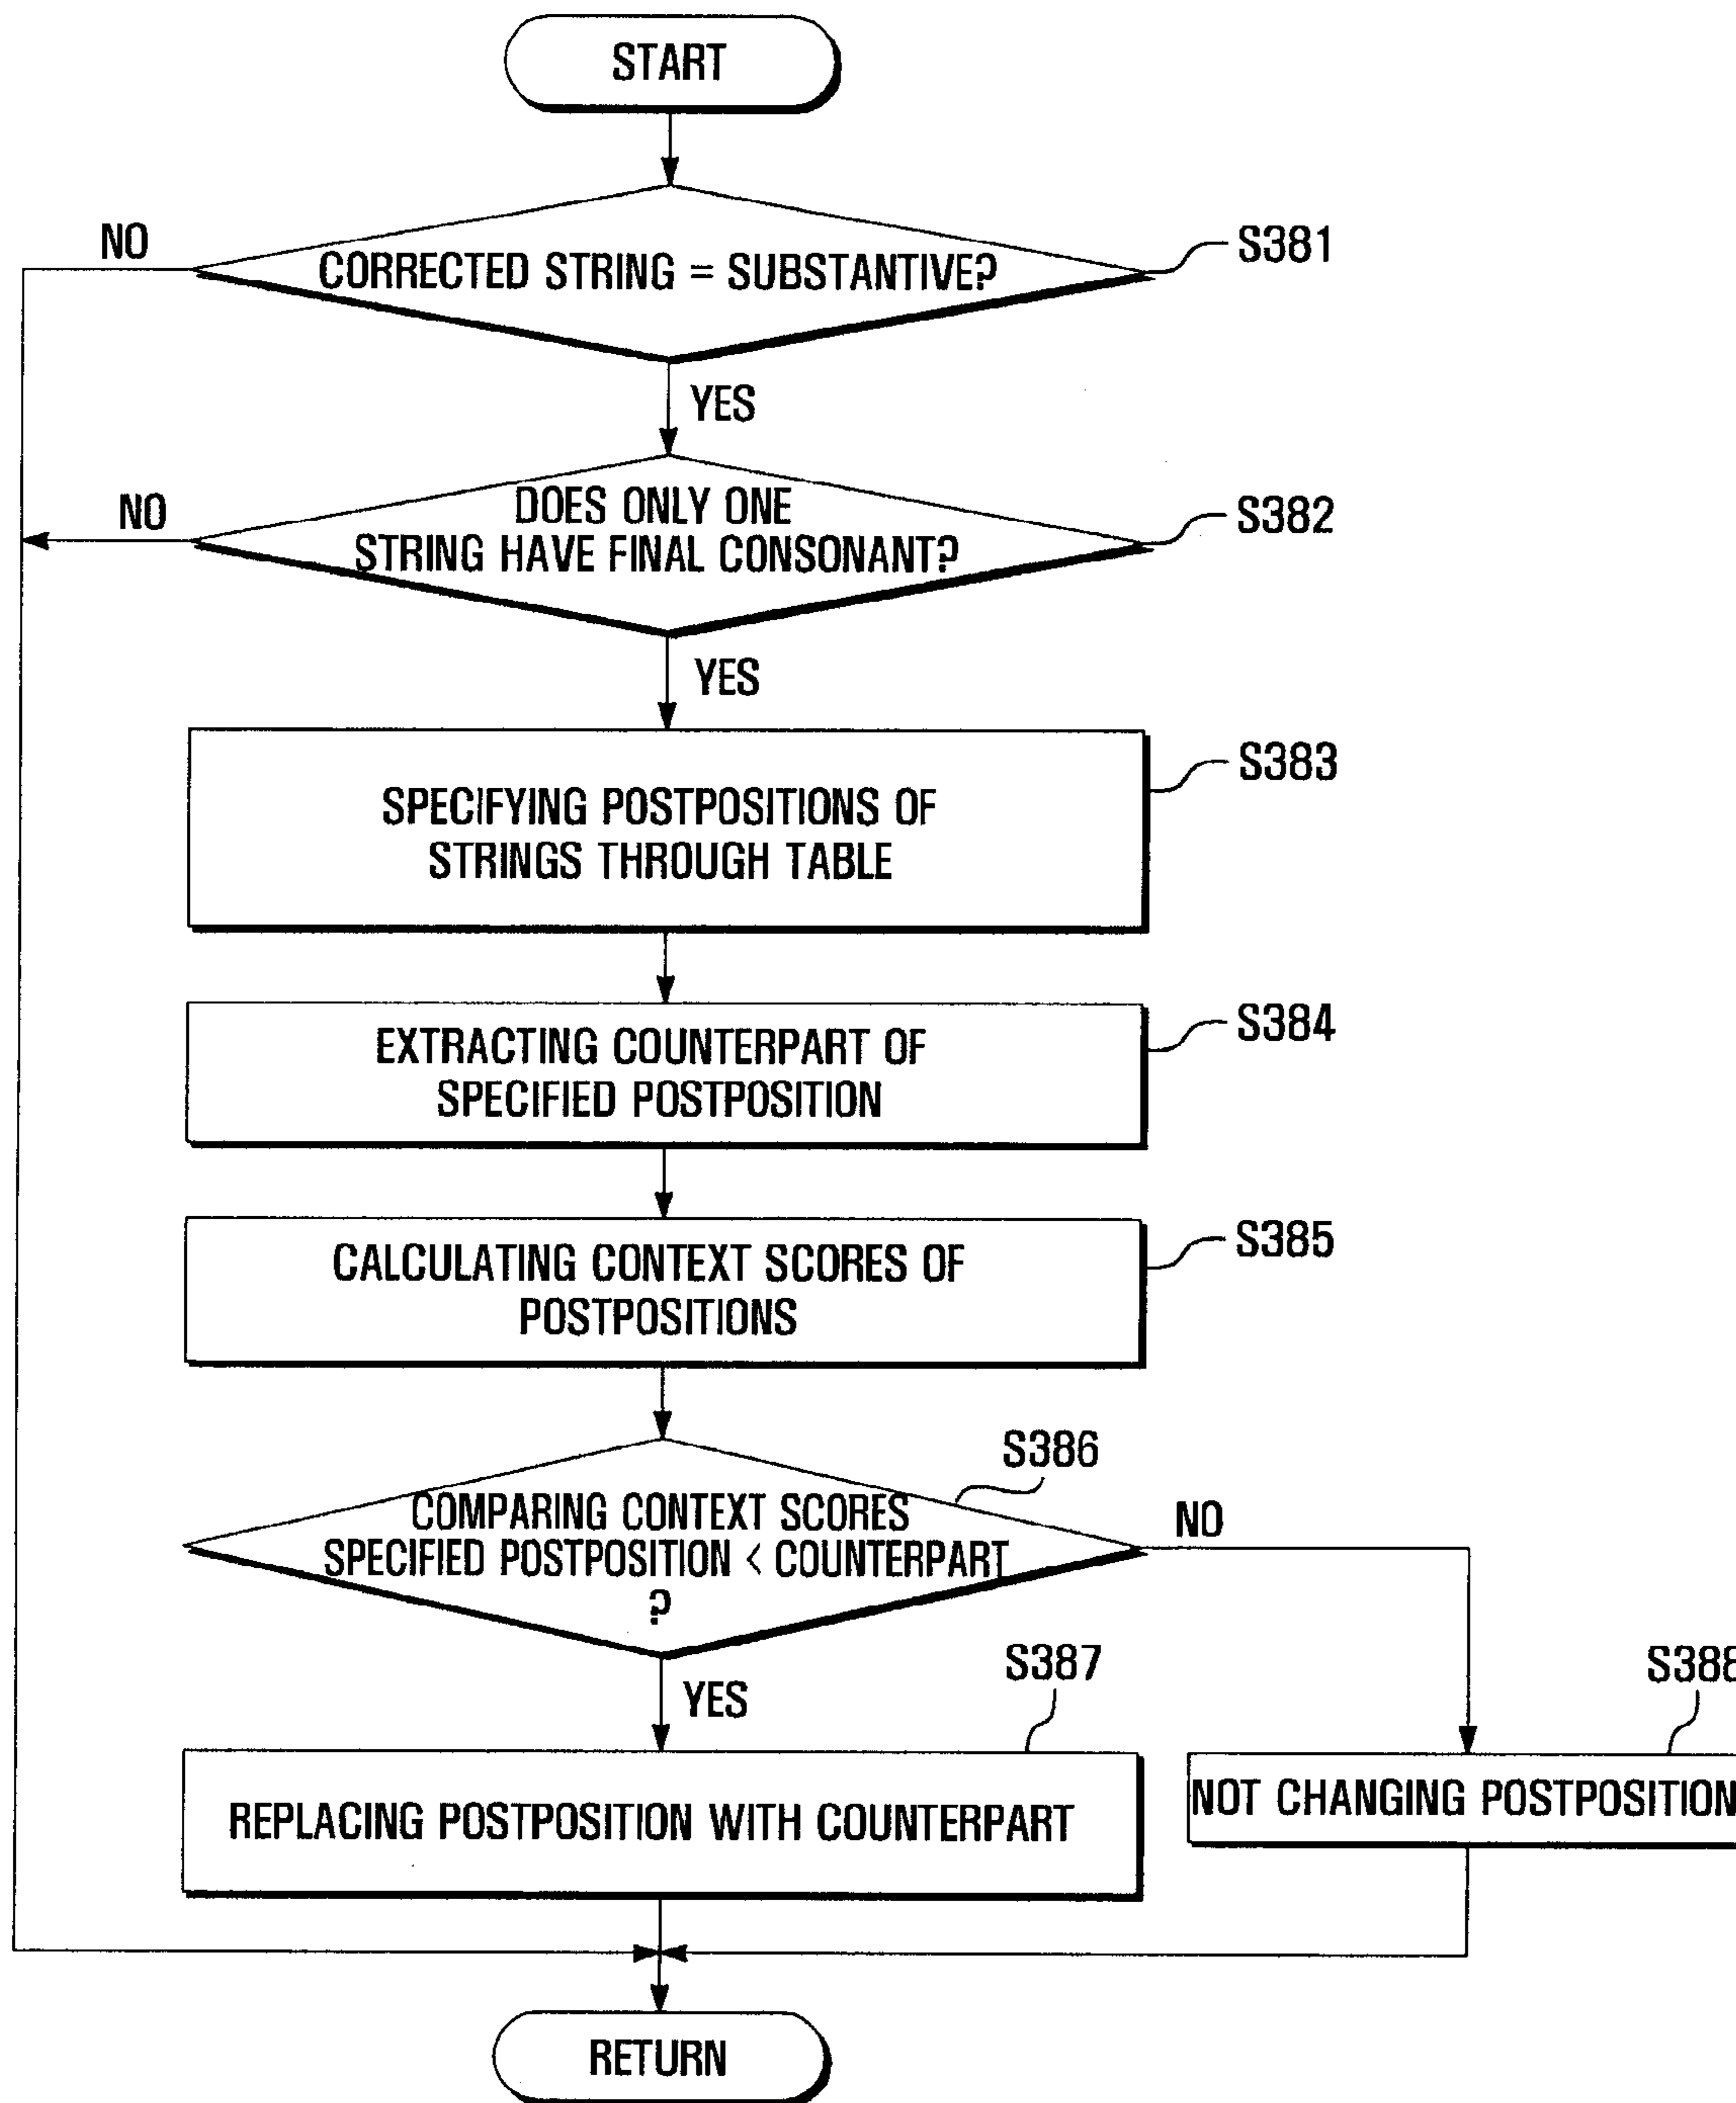 START
NO
CORRECTED STRING = SUBSTANTIVE?
S381
YES
NO
DOES ONLY ONE
STRING HAVE FINAL CONSONANT?
S382
YES
SPECIFYING POSTPOSITIONS OF
STRINGS THROUGH TABLE
S383
EXTRACTING COUNTERPART OF
SPECIFIED POSTPOSITION
S384
CALCULATING CONTEXT SCORES OF
POSTPOSITIONS
S385
S386
COMPARING CONTEXT SCORES
SPECIFIED POSTPOSITION < COUNTERPART
?
NO
YES
S387
S388
REPLACING POSTPOSITION WITH COUNTERPART
NOT CHANGING POSTPOSITION
RETURN